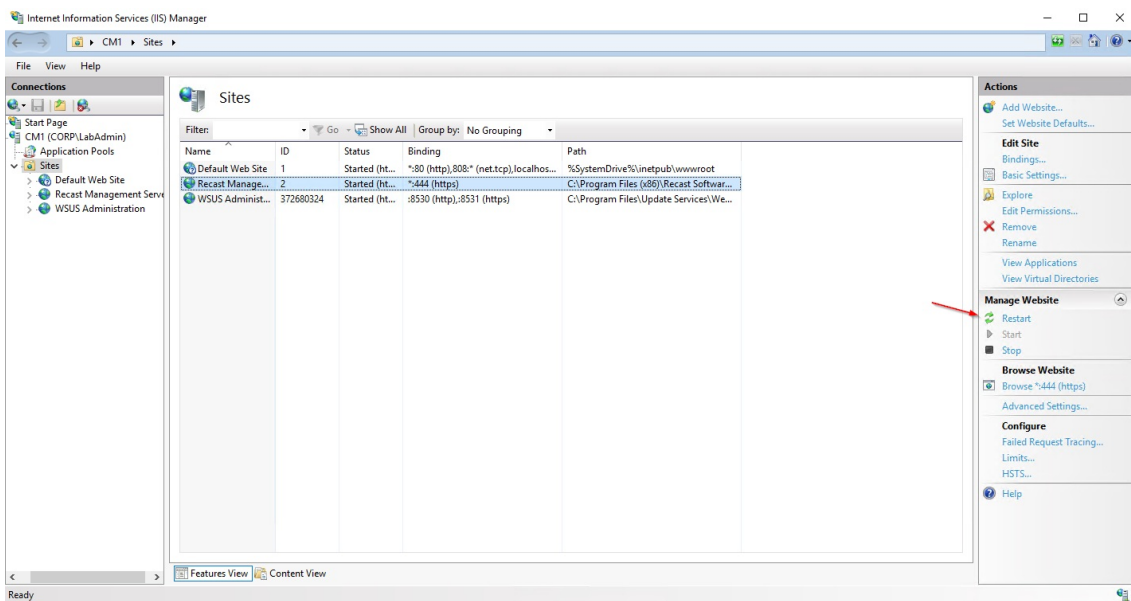 Internet Information Services (IIS) Manager
CM1 Sites
File View Help
Connections
Start Page
CM1 (CORP\LabAdmin)
Application Pools
Sites
Default Web Site
Recast Management Serve
WSUS Administration
Sites
Filter: Go Show All Group by: No Grouping
Name ID Status Binding Path
Default Web Site 1 Started (ht... *:80 (http),808:* (net.tcp),localhos... %SystemDrive%\inetpub\wwwroot
Recast Manage... 2 Started (ht... *:444 (https) C:\Program Files (x86)\Recast Softwar...
WSUS Administ... 372680324 Started (ht... :8530 (http),:8531 (https) C:\Program Files\Update Services\We...
Features View Content View
Actions
Add Website...
Set Website Defaults...
Edit Site
Bindings...
Basic Settings...
Explore
Edit Permissions...
Remove
Rename
View Applications
View Virtual Directories
Manage Website
Restart
Start
Stop
Browse Website
Browse *:444 (https)
Advanced Settings...
Configure
Failed Request Tracing...
Limits...
HSTS...
Help
Ready